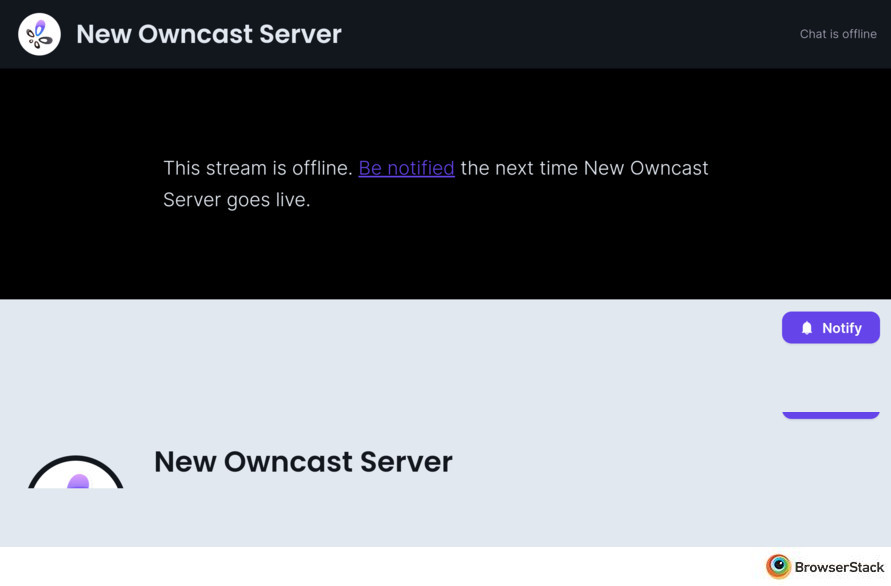 New Owncast Server
Chat is offline
This stream is offline. Be notified the next time New Owncast
Server goes live.
Notify
New Owncast Server
BrowserStack